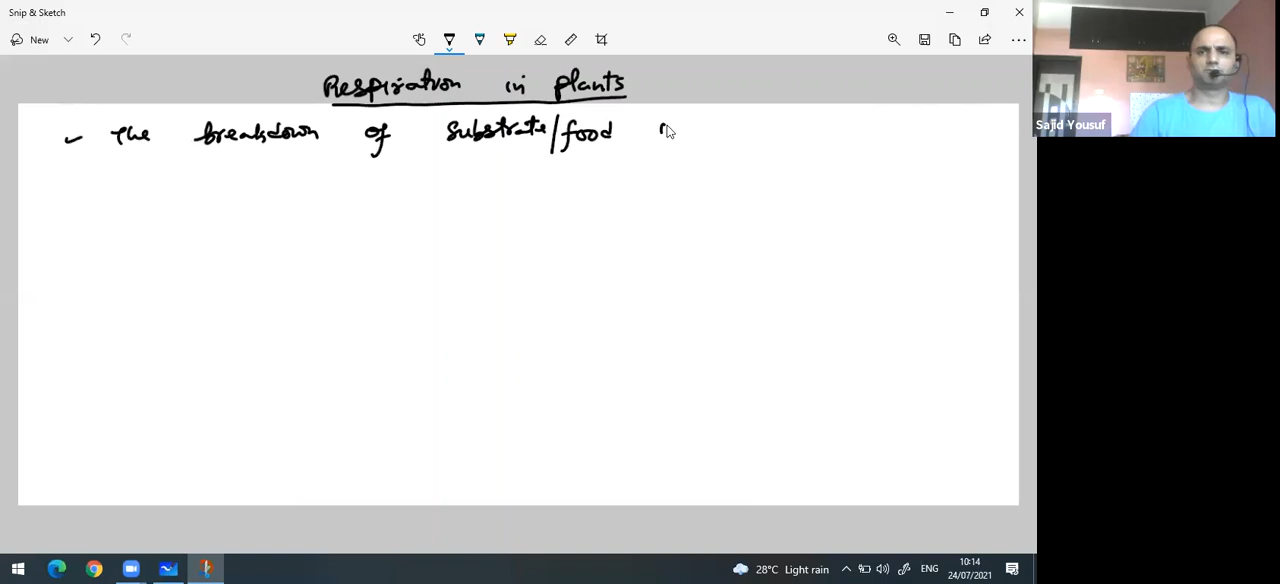 Snip & Sketch
New
Respiration in plants
The breakdown of substrate/food
Sajid Yousuf
28°C Light rain
ENG
10:14
24/07/2021